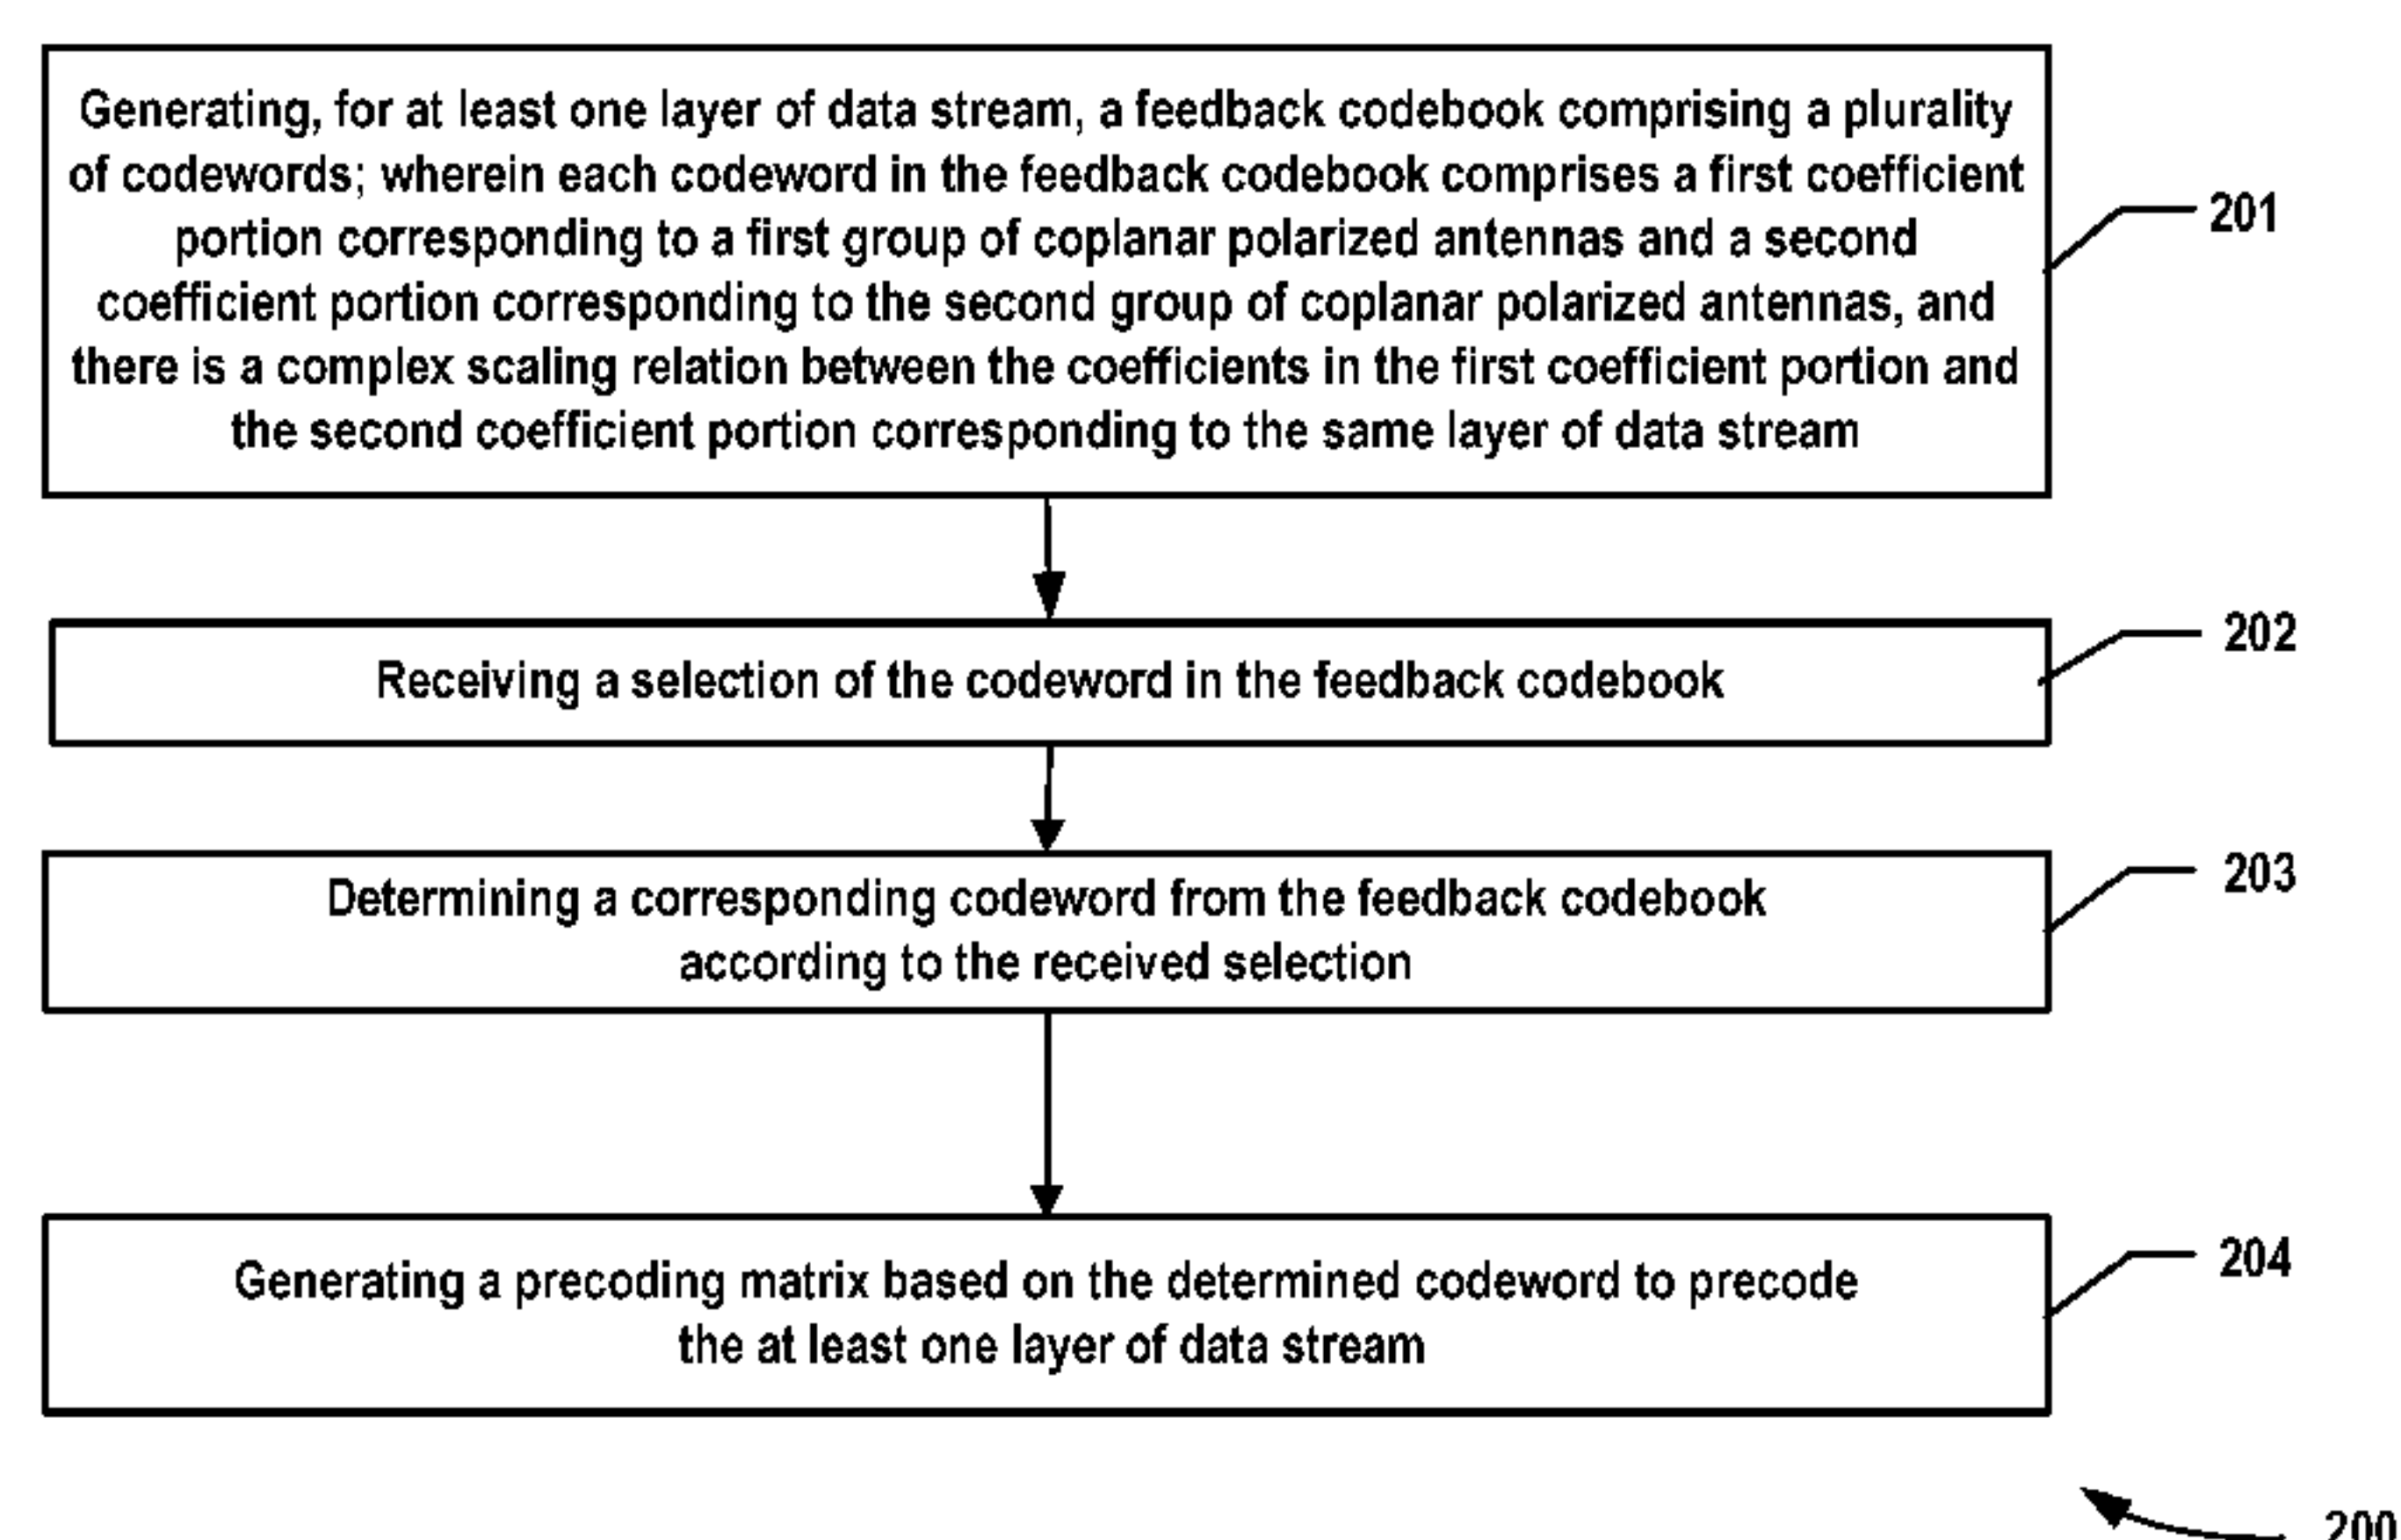 Generating, for at least one layer of data stream, a feedback codebook comprising a plurality
of codewords; wherein each codeword in the feedback codebook comprises a first coefficient
portion corresponding to a first group of coplanar polarized antennas and a second
coefficient portion corresponding to the second group of coplanar polarized antennas, and
there is a complex scaling relation between the coefficients in the first coefficient portion and
the second coefficient portion corresponding to the same layer of data stream
201
Receiving a selection of the codeword in the feedback codebook
202
Determining a corresponding codeword from the feedback codebook
according to the received selection
203
Generating a precoding matrix based on the determined codeword to precode
the at least one layer of data stream
204
200